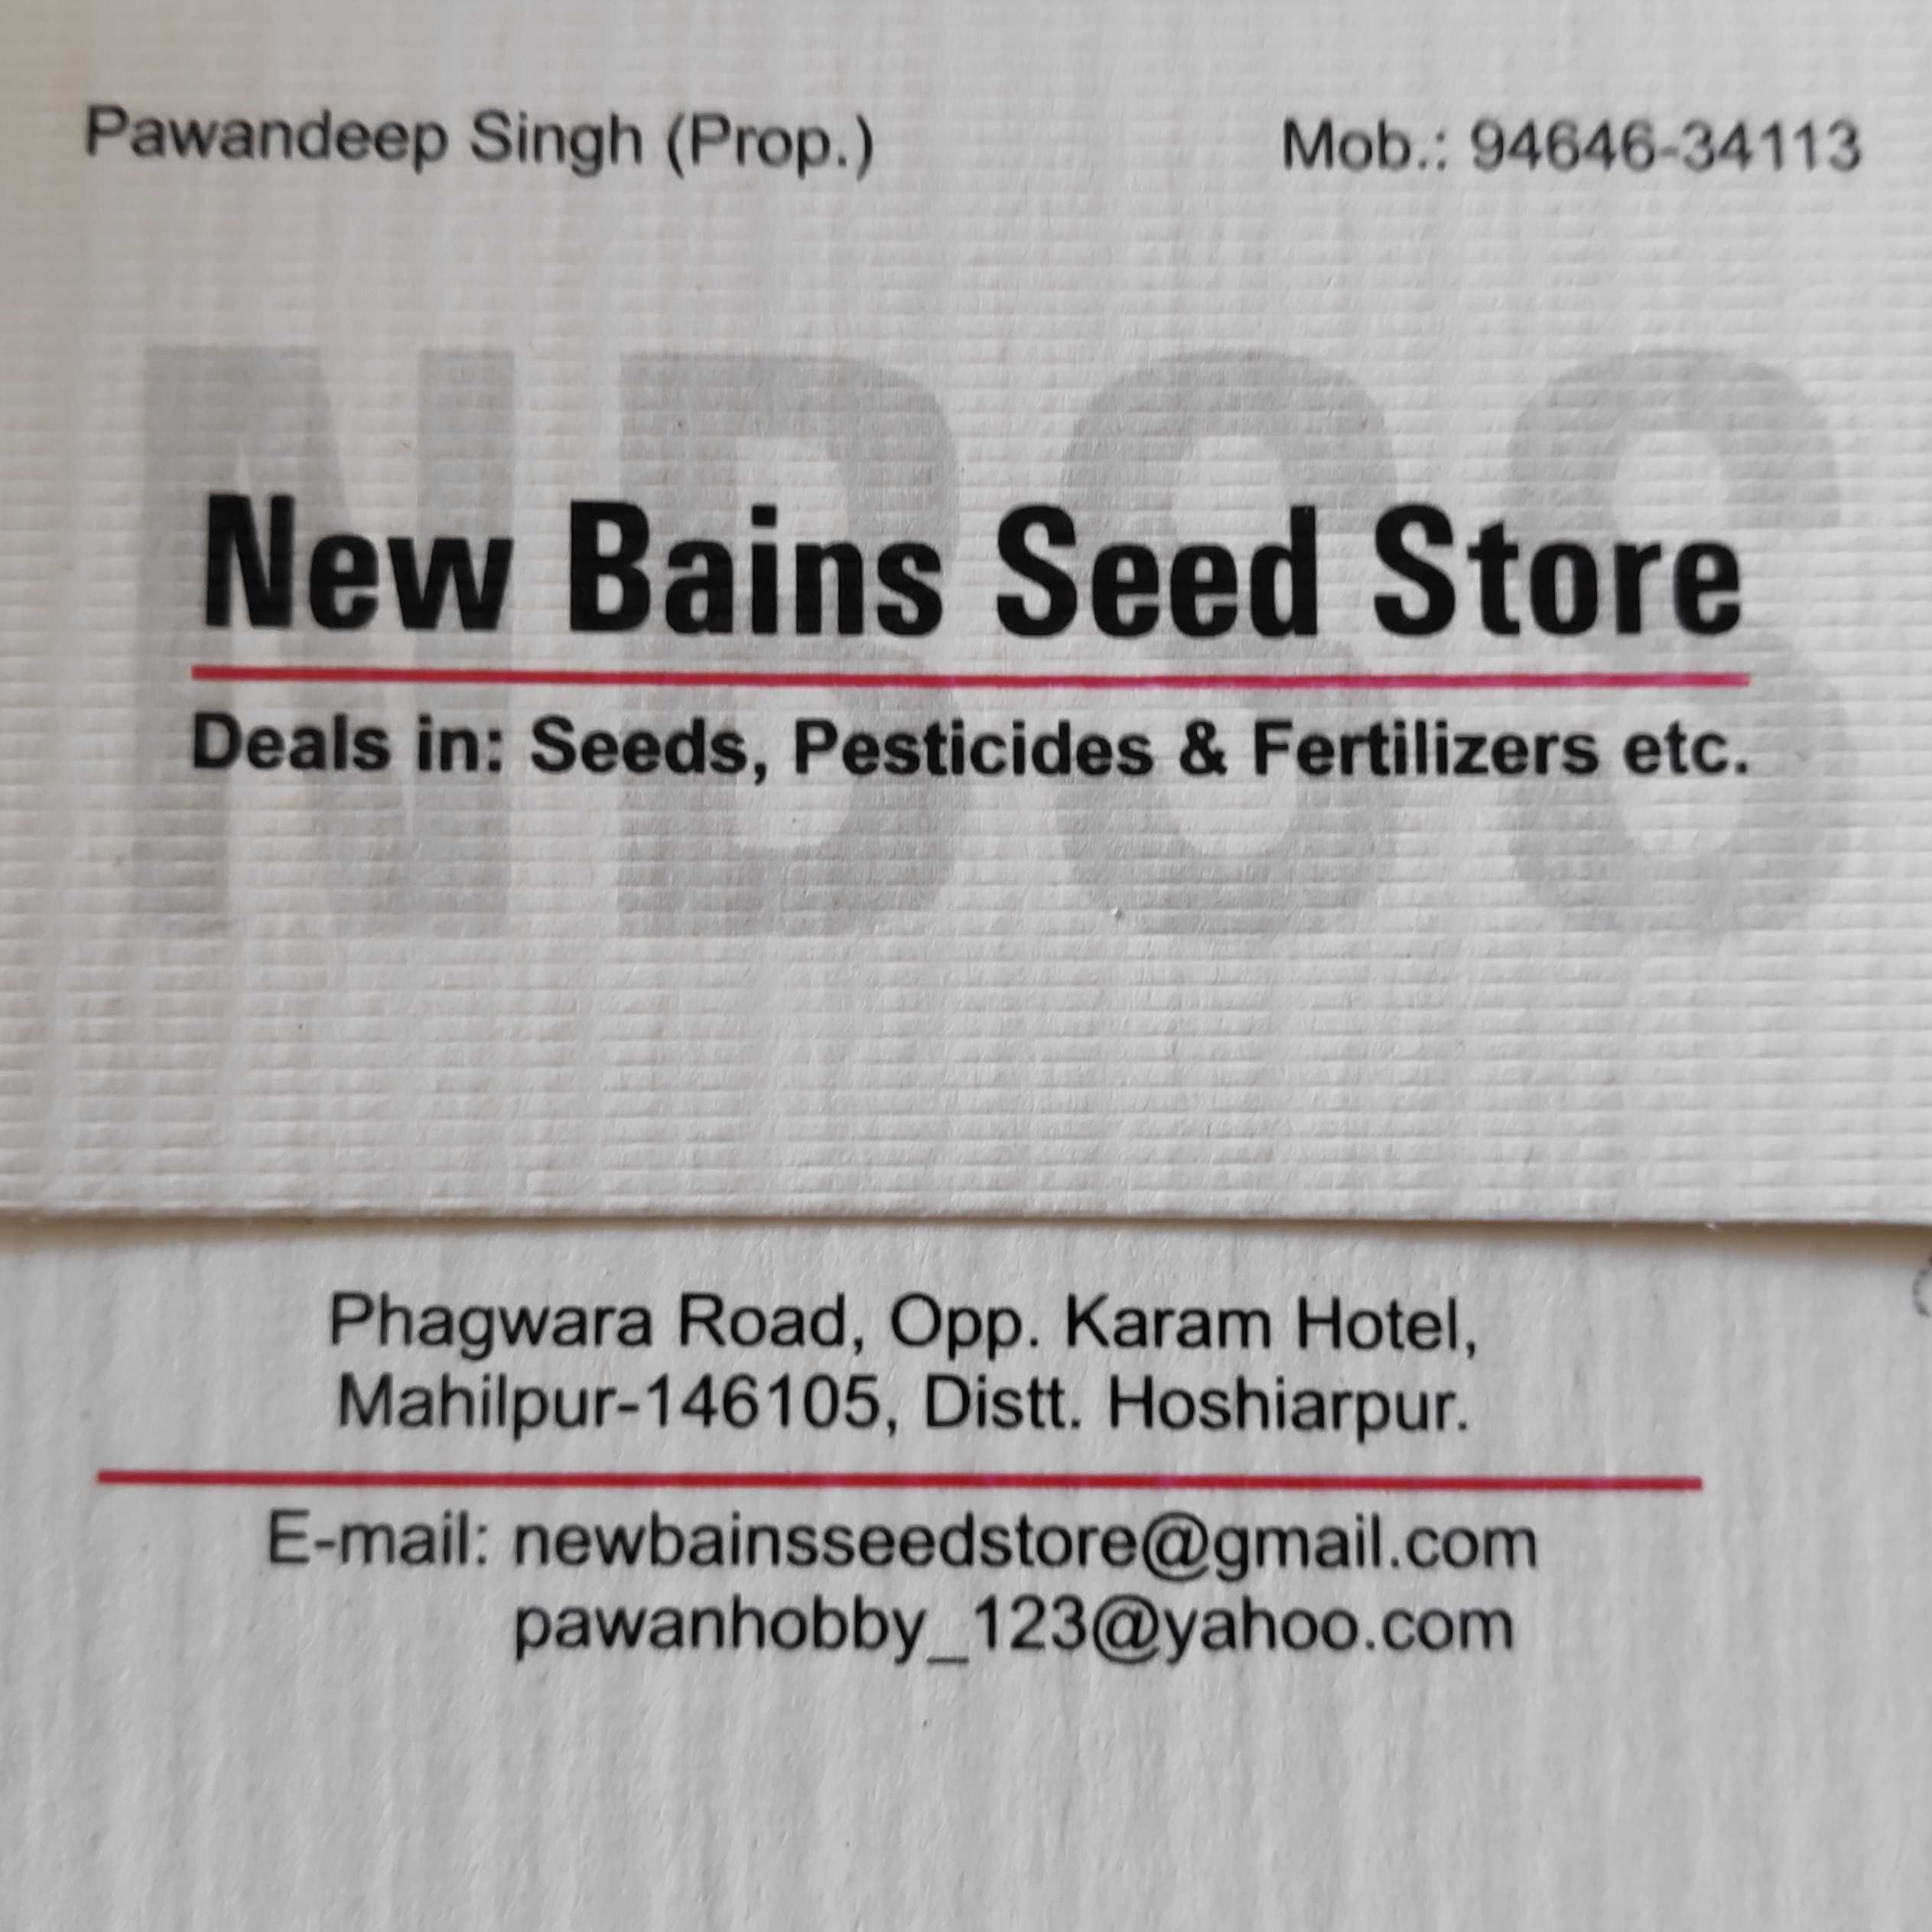 Pawandeep Singh (Prop.) Mob.: 94646-34113
NBSS
New Bains Seed Store
Deals in: Seeds, Pesticides & Fertilizers etc.
Phagwara Road, Opp. Karam Hotel,
Mahilpur-146105, Distt. Hoshiarpur.
E-mail: newbainsseedstore@gmail.com
pawanhobby_123@yahoo.com